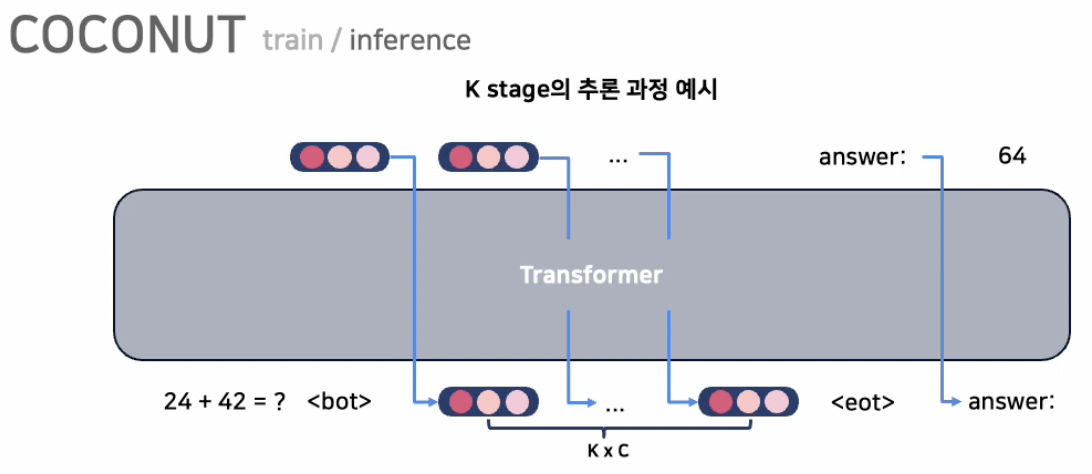 COCONUT train / inference
K stage의 추론 과정 예시
... answer: 64
Transformer
24 + 42 = ? <bot> ... <eot> answer:
K x C